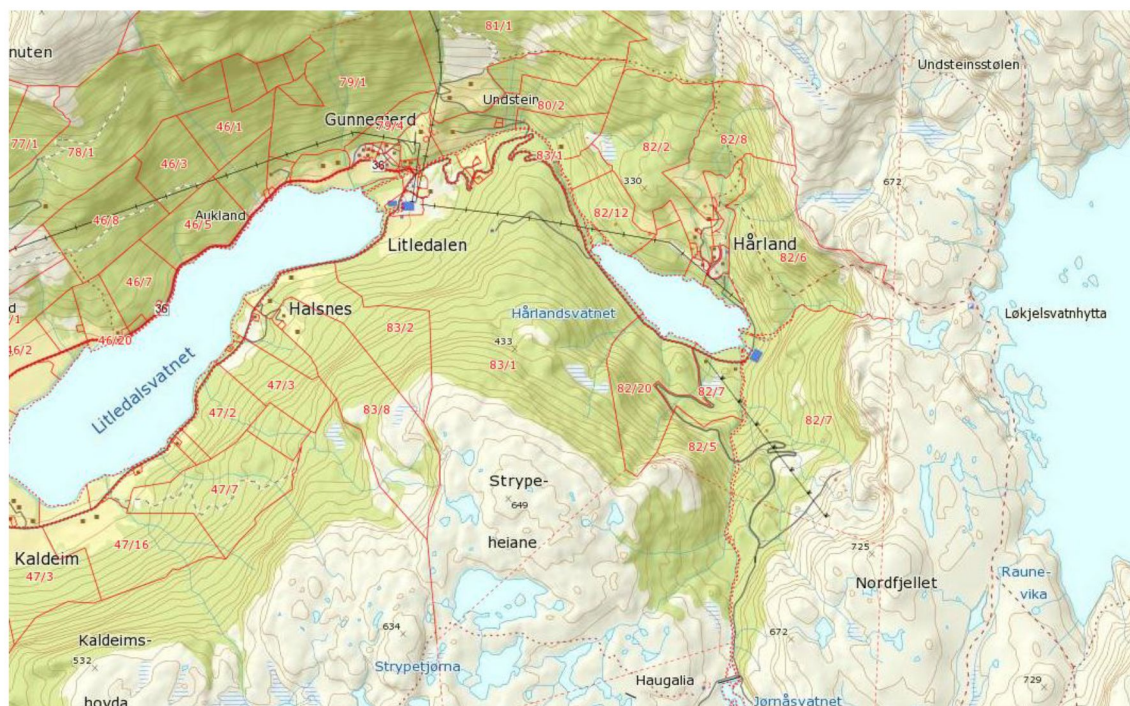 81/1
nuten
Undsteinsstølen
79/1
Undstein
80/2
Gunnegjerd
79/4
46/1
77/1
78/1
46/3
36
83/1
82/2
82/8
330
672
46/8
Aukland
46/5
82/12
Litledalen
Hårland
82/6
46/7
d
36
Halsnes
Hårlandsvatnet
Løkjelsvatnhytta
/1
46/20
46/2
83/2
433
Litledalsvatnet
83/1
47/3
82/20
82/7
47/2
83/8
82/7
82/5
47/7
Strype-
649
heiane
47/16
Kaldeim
47/3
725
Nordfjellet
Raune-
vika
Kaldeims-
634
672
532
Strypetjørna
Haugalia
729
hovda
Jørnåsvatnet